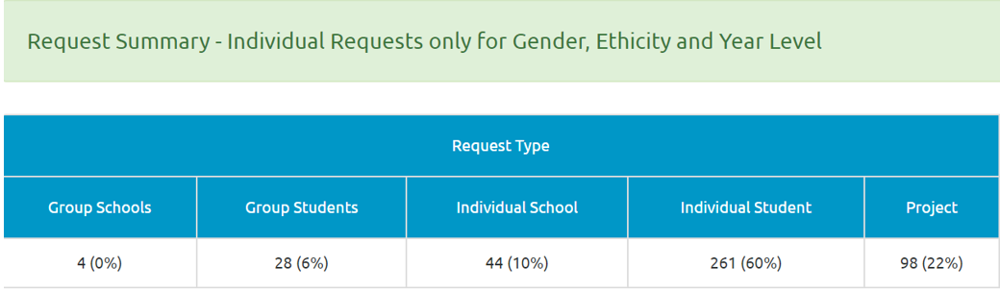 Request Summary - Individual Requests only for Gender, Ethicity and Year Level
Request Type
Group Schools Group Students Individual School Individual Student Project
4 (0%) 28 (6%) 44 (10%) 261 (60%) 98 (22%)